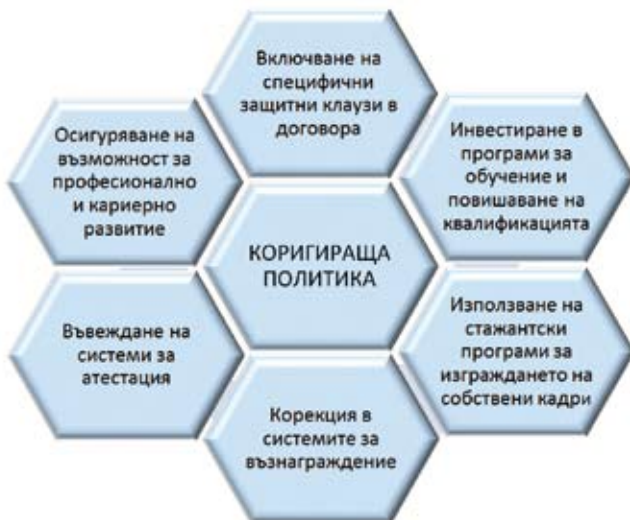 Включване на
специфични
защитни клаузи в
договора
Осигуряване на
възможност за
професионално
и кариерно
развитие
Инвестиране в
програми за
обучение и
повишаване на
квалификацията
КОРИГИРАЩА
ПОЛИТИКА
Въвеждане на
системи за
атестация
Използване на
стажантски
програми за
изграждането на
собствени кадри
Корекция в
системите за
възнаграждение